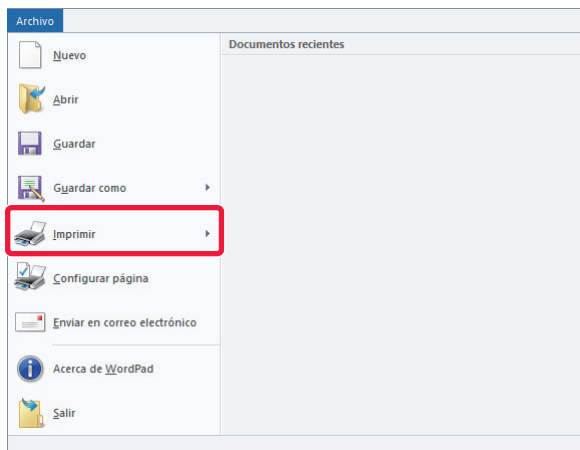 Archivo
Documentos recientes
Nuevo
Abrir
Guardar
Guardar como
Imprimir
Configurar página
Enviar en correo electrónico
Acerca de WordPad
Salir